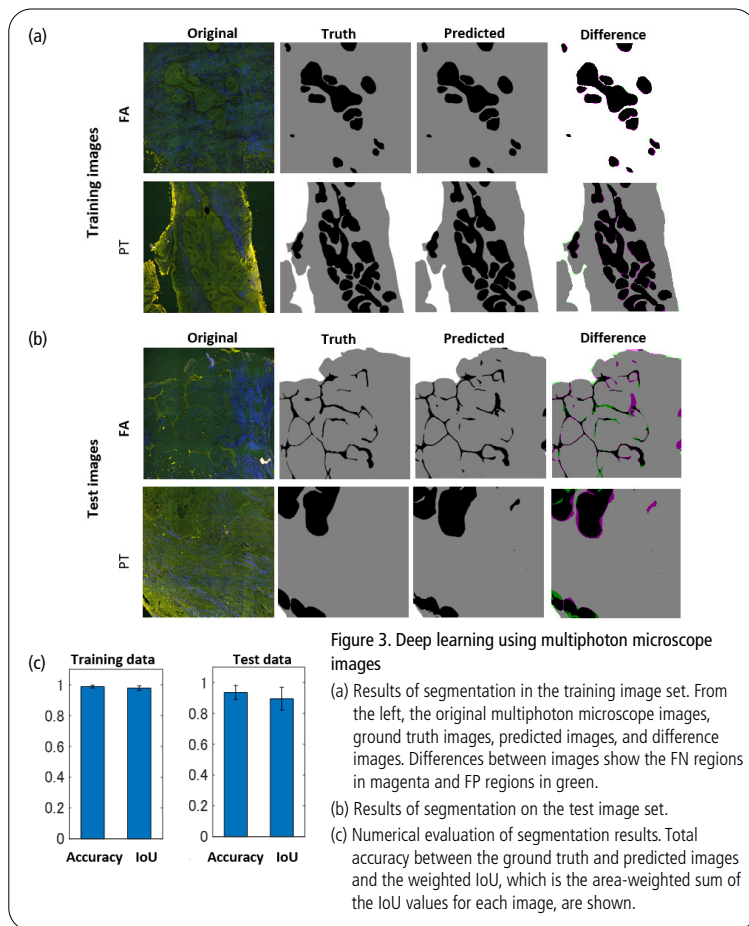 (a)
Original Truth Predicted Difference
Training images
FA
PT
(b)
Original Truth Predicted Difference
Test images
FA
PT
(c)
Training data
1
0.8
0.6
0.4
0.2
0
Accuracy IoU
Test data
1
0.8
0.6
0.4
0.2
0
Accuracy IoU
Figure 3. Deep learning using multiphoton microscope
images
(a) Results of segmentation in the training image set. From
the left, the original multiphoton microscope images,
ground truth images, predicted images, and difference
images. Differences between images show the FN regions
in magenta and FP regions in green.
(b) Results of segmentation on the test image set.
(c) Numerical evaluation of segmentation results. Total
accuracy between the ground truth and predicted images
and the weighted IoU, which is the area-weighted sum of
the IoU values for each image, are shown.